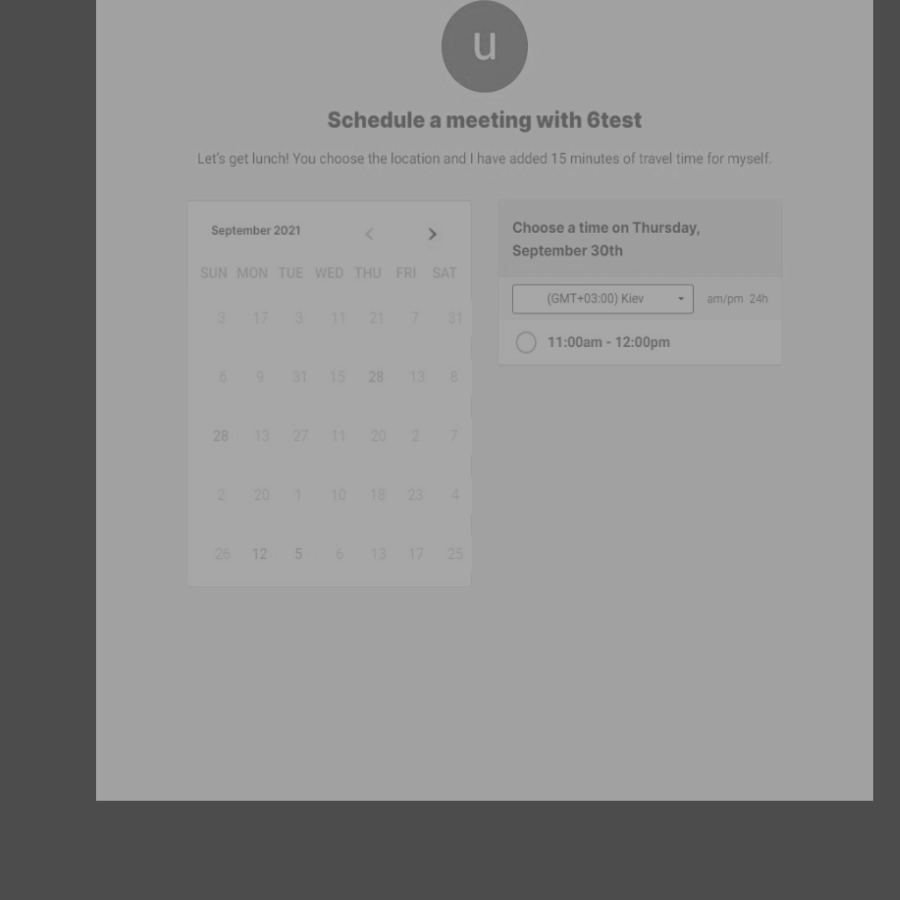 u
Schedule a meeting with 6test
Let's get lunch! You choose the location and I have added 15 minutes of travel time for myself.
September 2021
SUN MON TUE WED THU FRI SAT
3 17 3 11 21 7 31
6 9 31 15 28 13 8
28 13 27 11 20 2 7
2 20 1 10 18 23 4
26 12 5 6 13 17 25
Choose a time on Thursday,
September 30th
(GMT+03:00) Kiev am/pm 24h
11:00am - 12:00pm